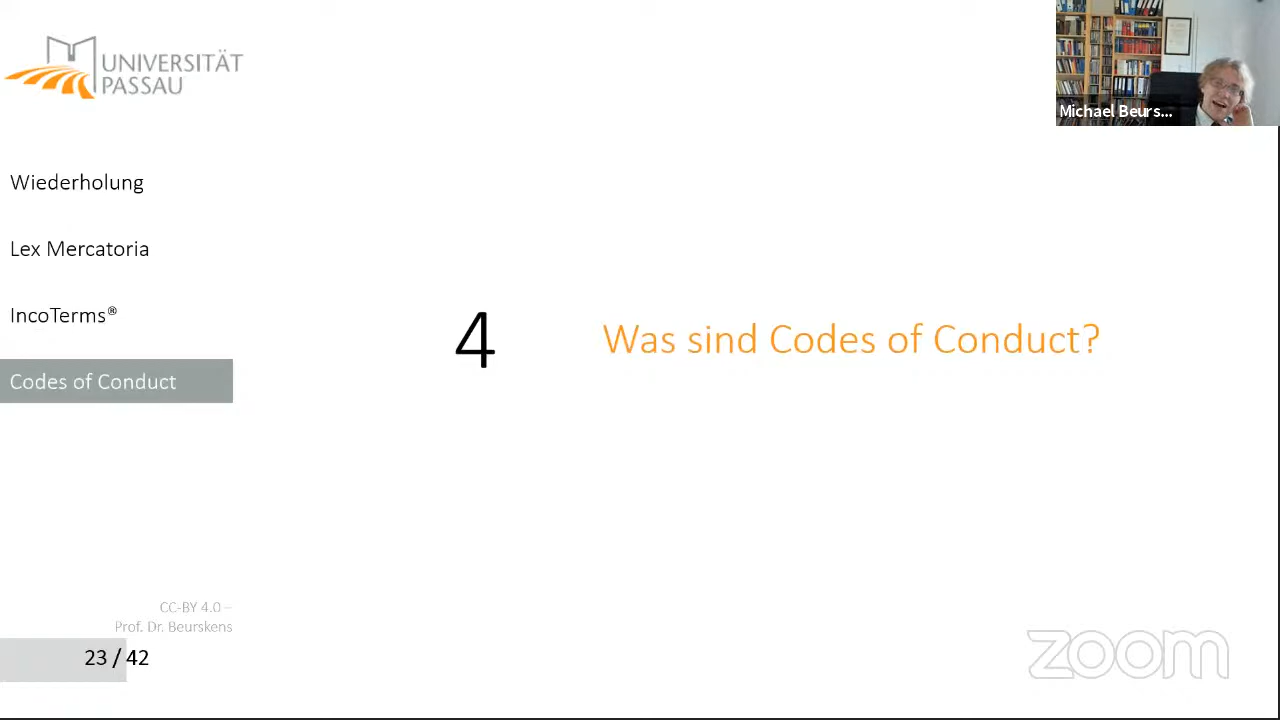 UNIVERSITÄT
PASSAU
Michael Beurs...
Wiederholung
Lex Mercatoria
IncoTerms®
Codes of Conduct
4
Was sind Codes of Conduct?
CC-BY 4.0 –
Prof. Dr. Beurskens
23 / 42
zoom